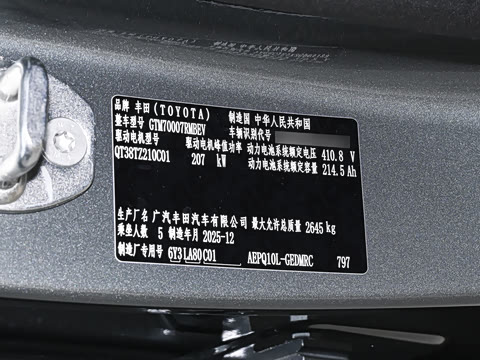 品牌 丰田(TOYOTA) 制造国 中华人民共和国
整车型号 GTM70007RMBEV 车辆识别代号
驱动电机型号 驱动电机峰值功率 动力电池系统额定电压 410.8 V
QT38TZ210C01 207 kW 动力电池系统额定容量 214.5 Ah
生产厂 广汽丰田汽车有限公司 最大允许总质量 2645 kg
乘坐人数 5 制造年月 2025-12
制造厂专用号 6Y3LA80C01 AEPQ10L-GEDMRC 797